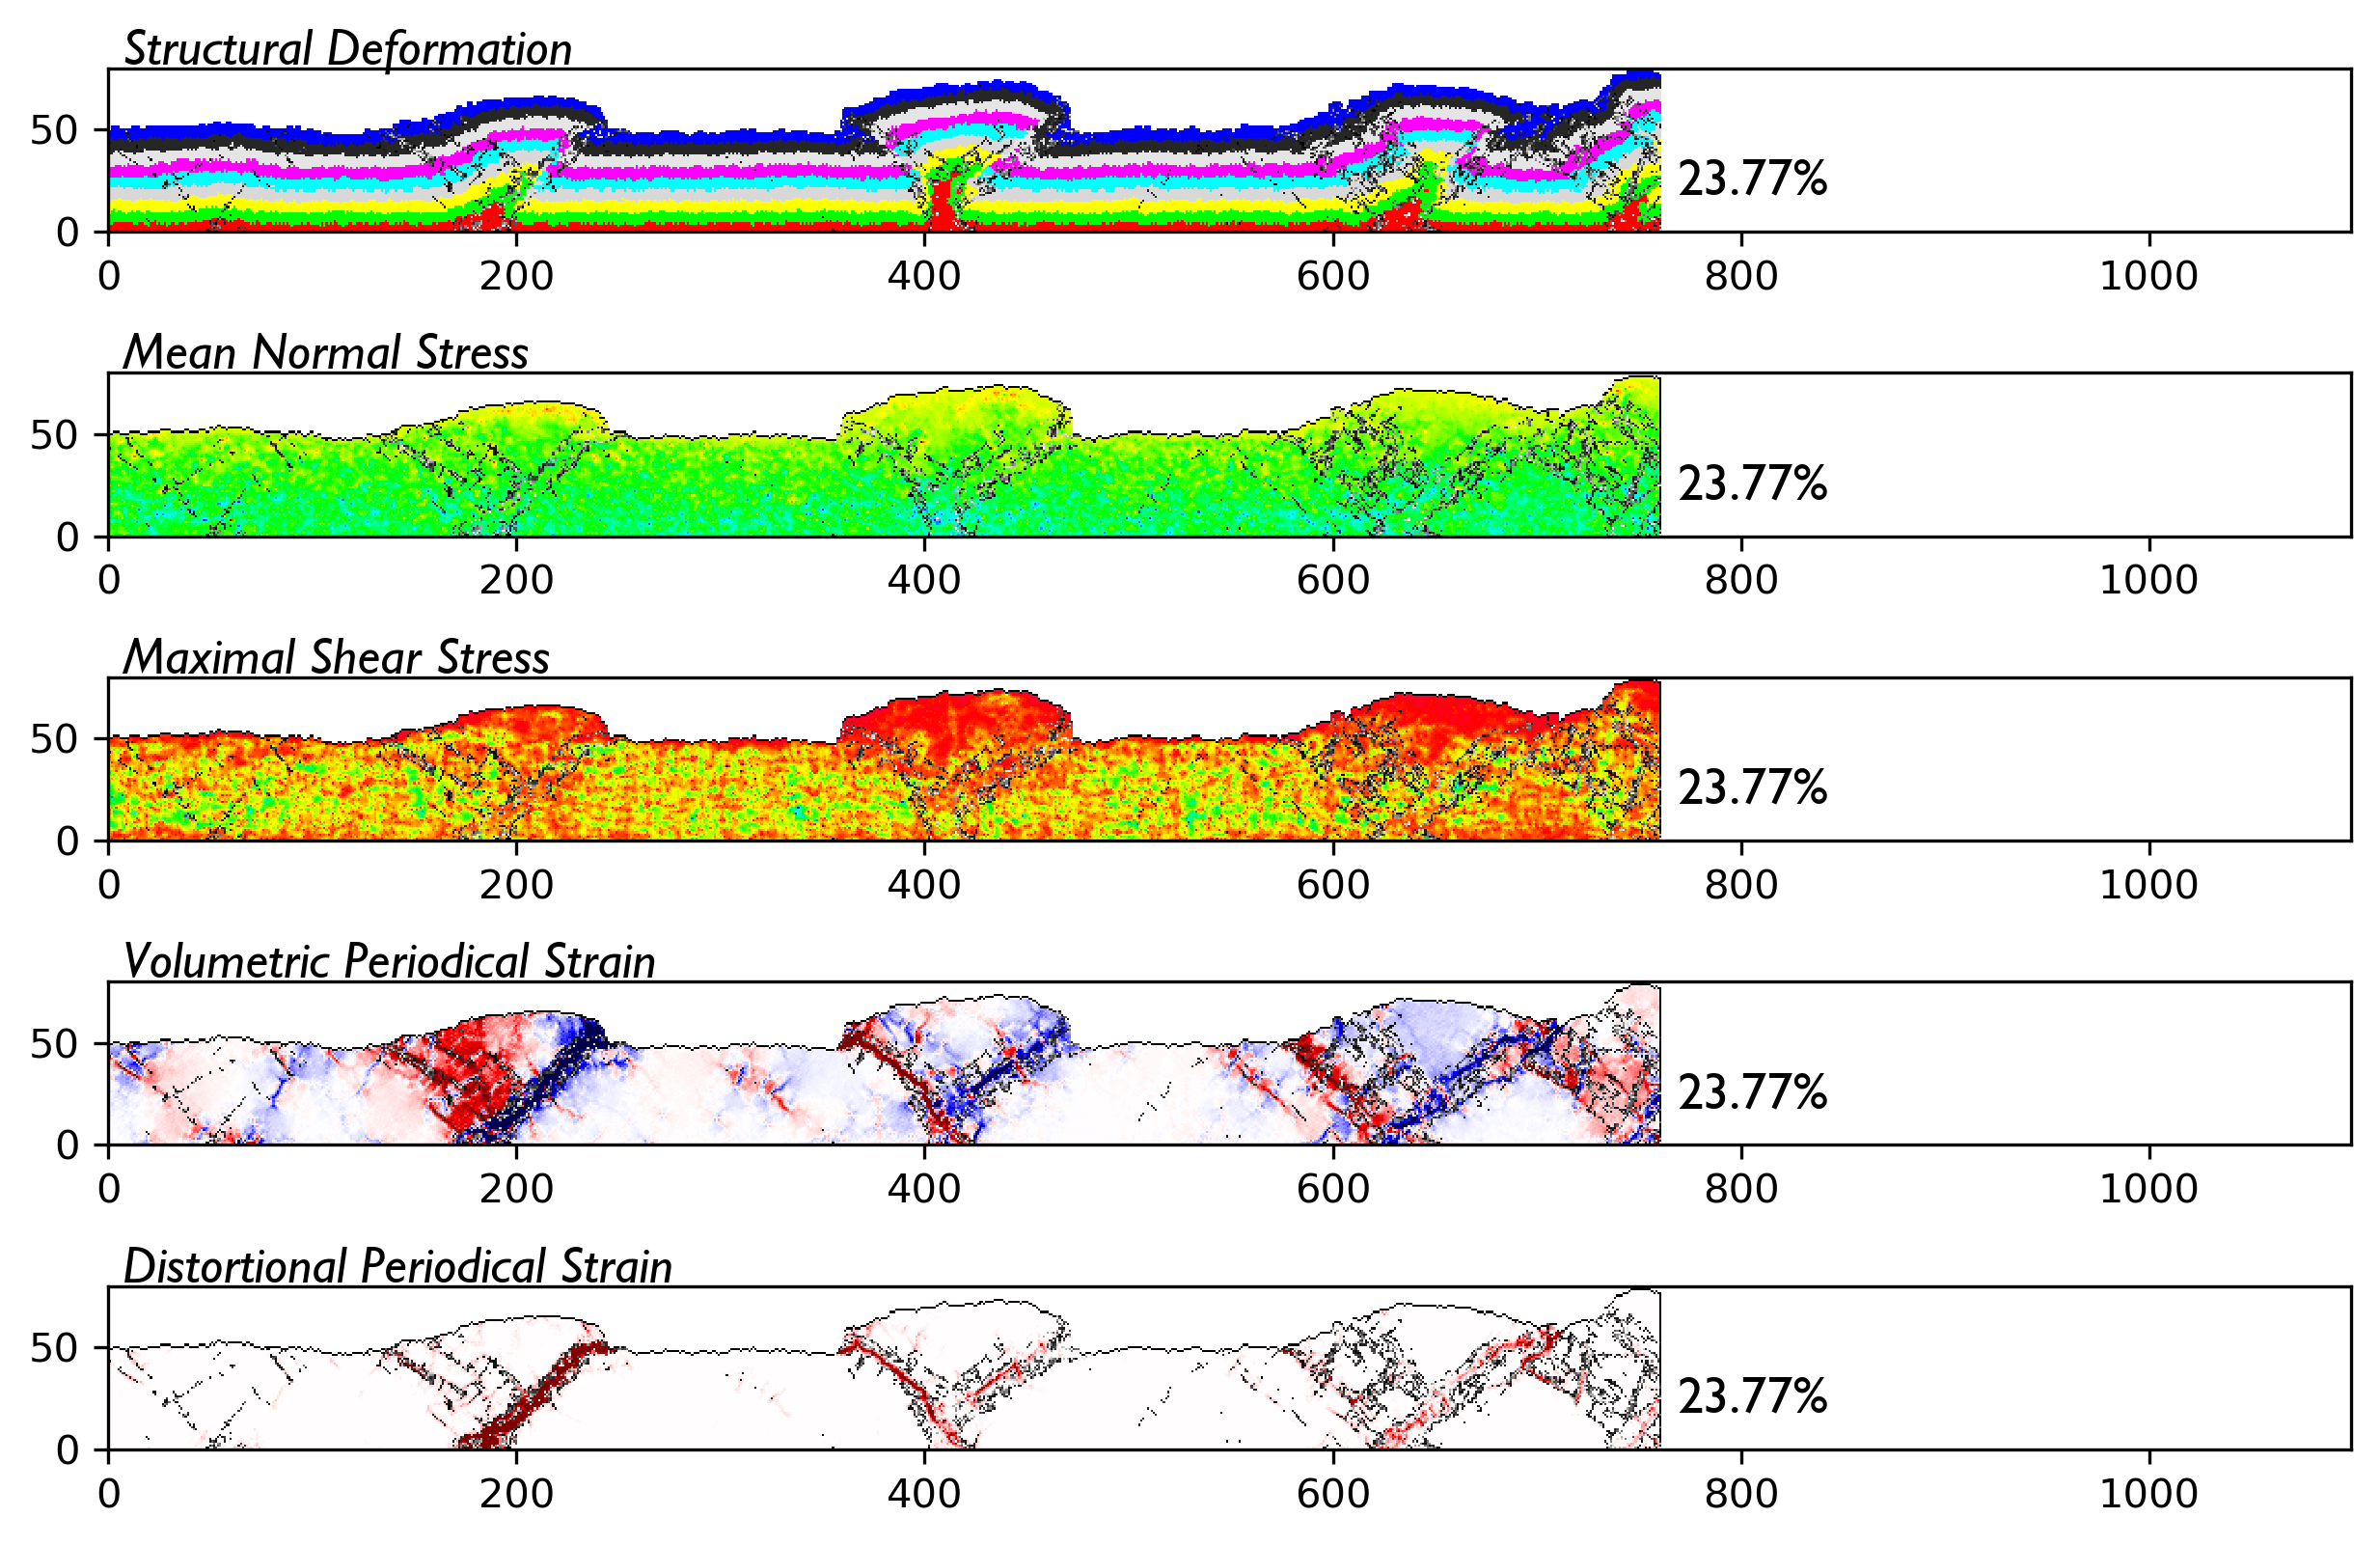 Structural Deformation
50
0
23.77%
0 200 400 600 800 1000
Mean Normal Stress
50
0
23.77%
0 200 400 600 800 1000
Maximal Shear Stress
50
0
23.77%
0 200 400 600 800 1000
Volumetric Periodical Strain
50
0
23.77%
0 200 400 600 800 1000
Distortional Periodical Strain
50
0
23.77%
0 200 400 600 800 1000